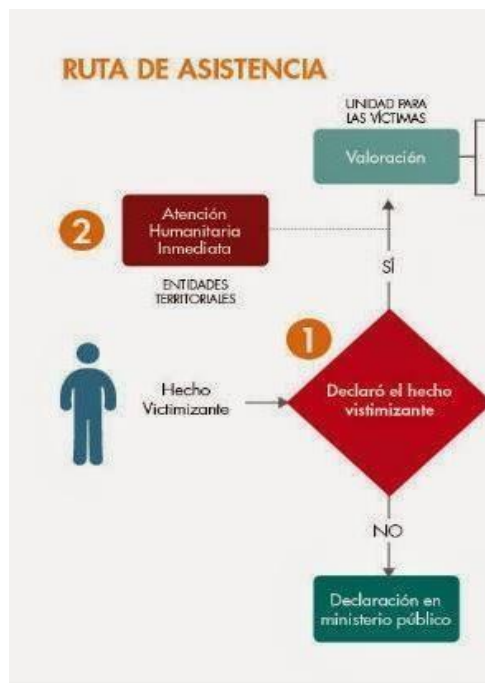 RUTA DE ASISTENCIA
UNIDAD PARA
LAS VÍCTIMAS
Valoración
2
Atención
Humanitaria
Inmediata
ENTIDADES
TERRITORIALES
SÍ
1
Hecho
Victimizante
Declaró el hecho
vistimizante
NO
Declaración en
ministerio público